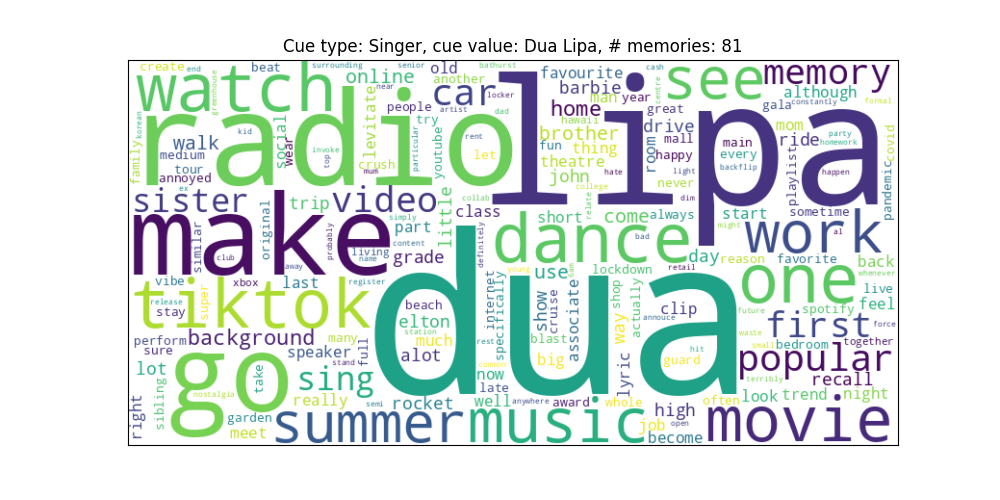 Cue type: Singer, cue value: Dua Lipa, # memories: 81
create end beat surrounding senior old bathurst favourite cash see memory
watch online another barbie centre although
greenhouse radio near car locker home man year great gala constantly formal
korean kid social levitate people artist dad lipa hawaii brother drive mom ride main party covid
family walk medium tour annoyed wear invoke top crush try particular youtube rent let fun thing theatre john room mall happy light never every backflip homework happen pandemic
ex mum collab college hate relate dim playlist
sister trip video little class short come always start sometime
make original simply part content definitely dance bad day might work al
similar club away probably living name grade reason favorite back
vibe xbox last register internet specifically young use sam lockdown retail one whenever
tiktok super release stay beach elton station much alot show cruise associate shop way actually clip annouce future spotify live feel
perform sure background many speaker stand full rest common now blast big guard hit waste first force together
go take nostalgia dua small bedroom popular
lot sibling sing really semi rocket late anywhere well award lyric whole often terribly look recall trend night
right garden meet summer music job high open become movie